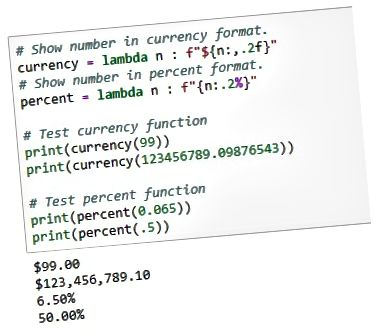 # Show number in currency format.
currency = lambda n : f"${n:,.2f}"
# Show number in percent format.
percent = lambda n : f"{n:.2%}"
# Test currency function
print(currency(99))
print(currency(123456789.09876543))
# Test percent function
print(percent(0.065))
print(percent(.5))
$99.00
$123,456,789.10
6.50%
50.00%